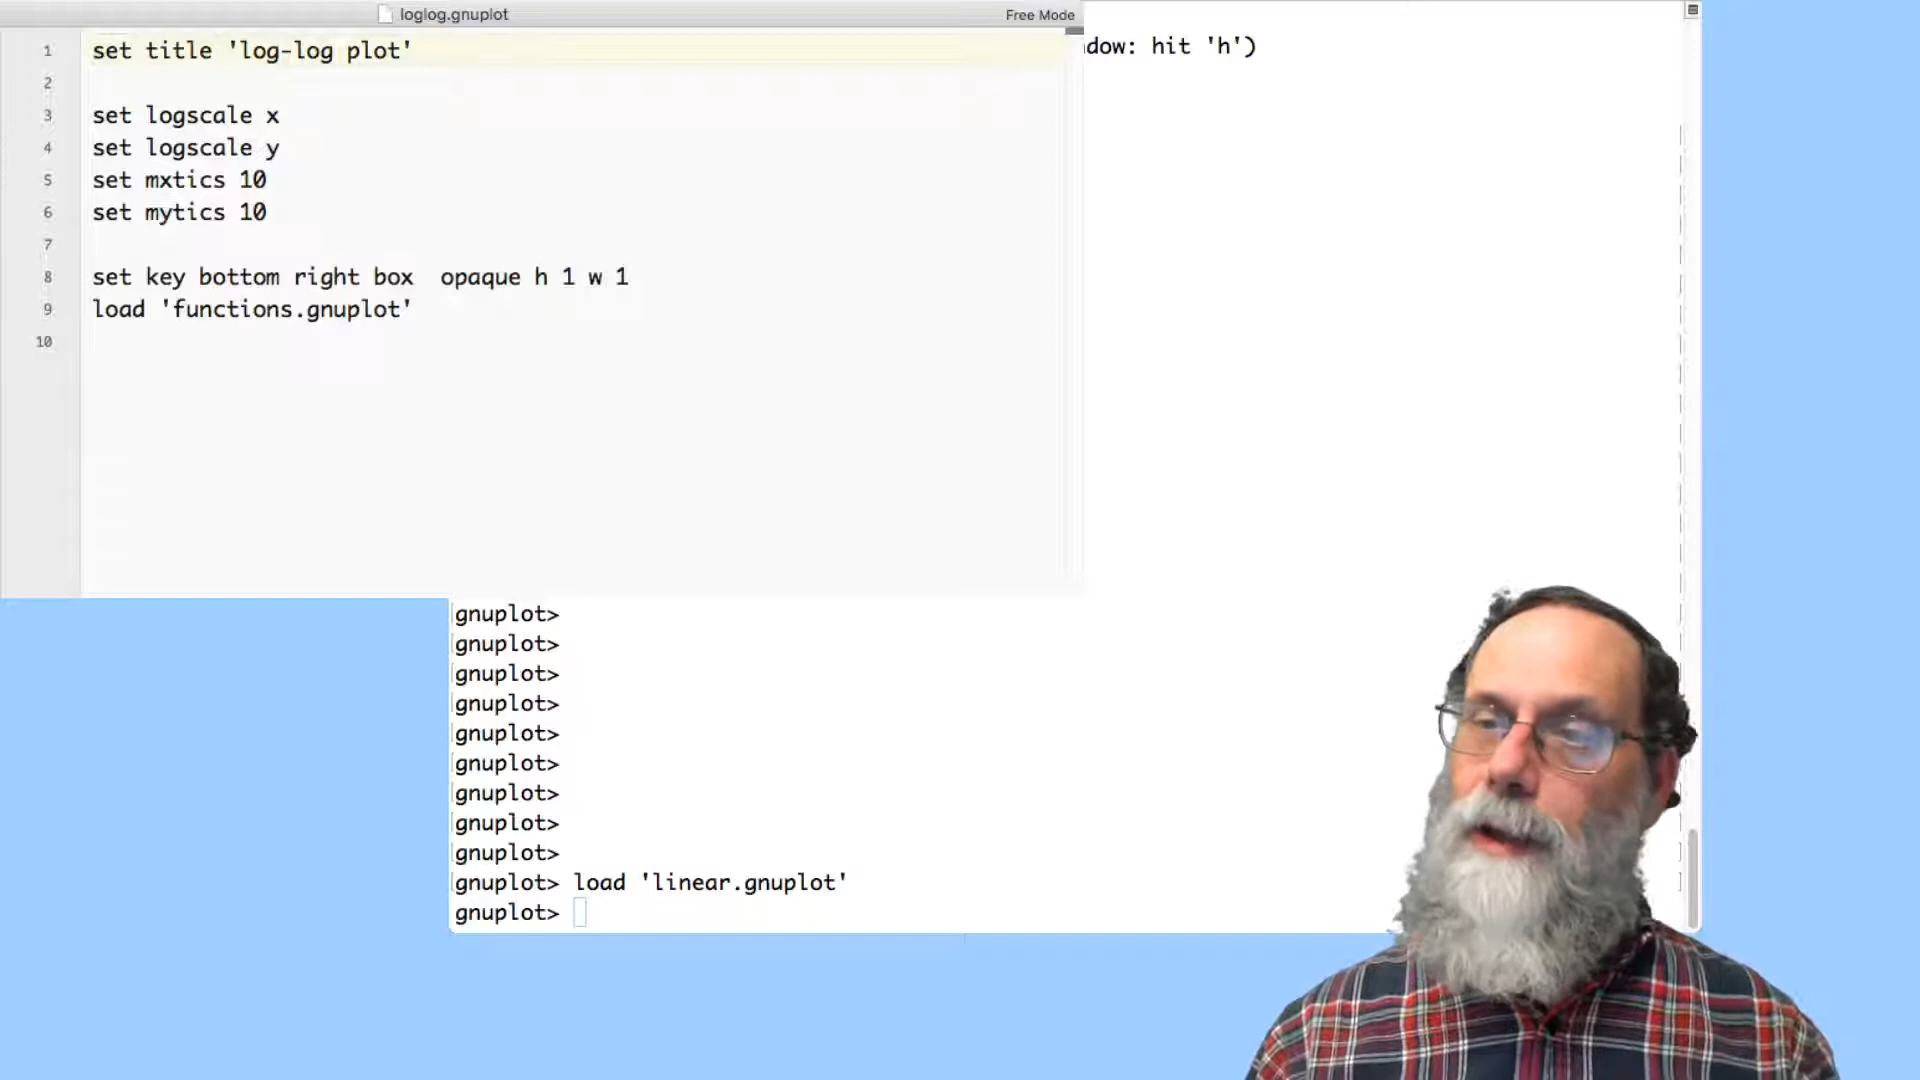 loglog.gnuplot
Free Mode
1 set title 'log-log plot'
2
3 set logscale x
4 set logscale y
5 set mxtics 10
6 set mytics 10
7
8 set key bottom right box  opaque h 1 w 1
9 load 'functions.gnuplot'
10
dow: hit 'h')
gnuplot>
gnuplot>
gnuplot>
gnuplot>
gnuplot>
gnuplot>
gnuplot>
gnuplot>
gnuplot>
gnuplot> load 'linear.gnuplot'
gnuplot>